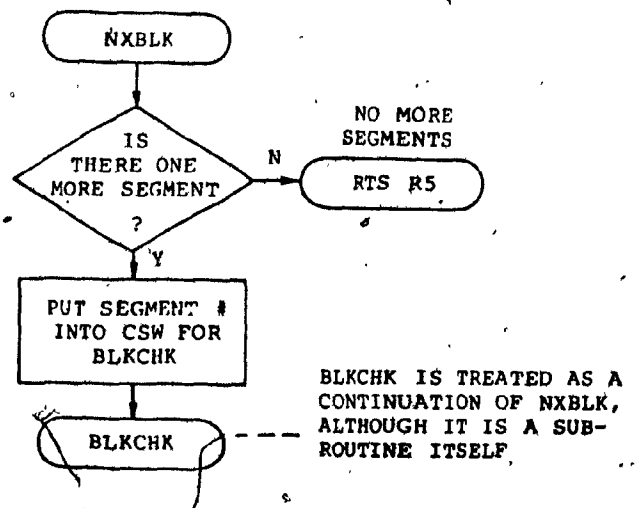 NXBLK
IS
THERE ONE
MORE SEGMENT
?
N
NO MORE
SEGMENTS
RTS R5
Y
PUT SEGMENT #
INTO CSW FOR
BLKCHK
BLKCHK
BLKCHK IS TREATED AS A
CONTINUATION OF NXBLK,
ALTHOUGH IT IS A SUB-
ROUTINE ITSELF